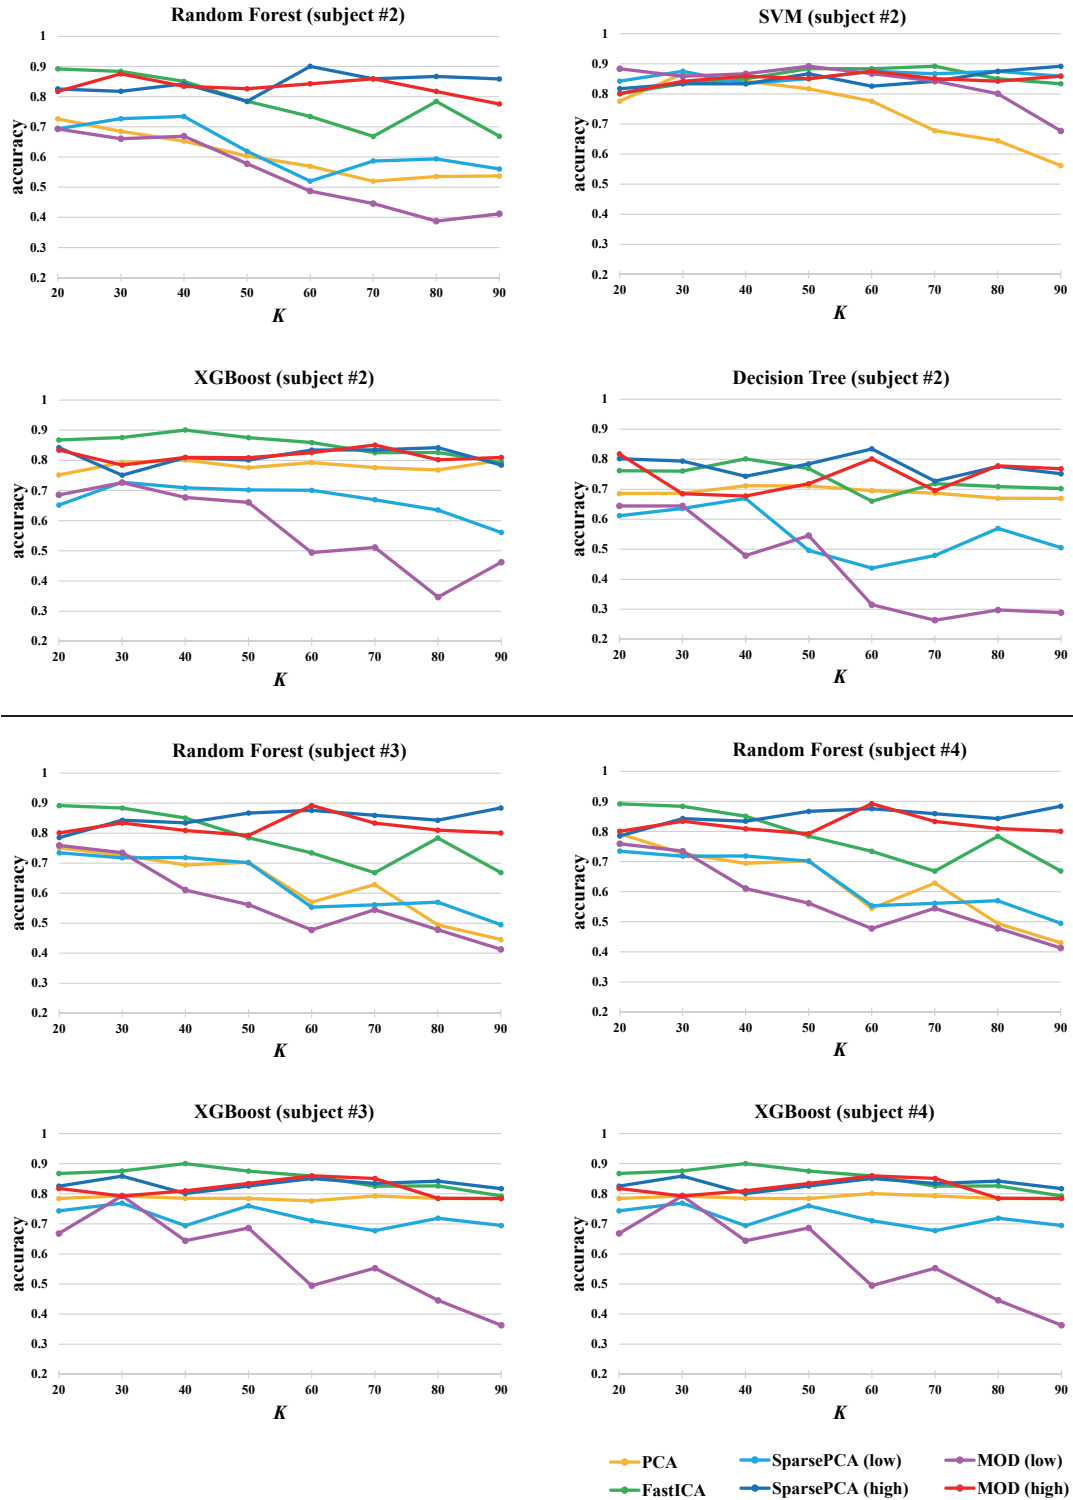 Random Forest (subject #2)
1
0.9
0.8
0.7
0.6
0.5
0.4
0.3
0.2
accuracy
20 30 40 50 60 70 80 90
K
SVM (subject #2)
1
0.9
0.8
0.7
0.6
0.5
0.4
0.3
0.2
accuracy
20 30 40 50 60 70 80 90
K
XGBoost (subject #2)
1
0.9
0.8
0.7
0.6
0.5
0.4
0.3
0.2
accuracy
20 30 40 50 60 70 80 90
K
Decision Tree (subject #2)
1
0.9
0.8
0.7
0.6
0.5
0.4
0.3
0.2
accuracy
20 30 40 50 60 70 80 90
K
Random Forest (subject #3)
1
0.9
0.8
0.7
0.6
0.5
0.4
0.3
0.2
accuracy
20 30 40 50 60 70 80 90
K
Random Forest (subject #4)
1
0.9
0.8
0.7
0.6
0.5
0.4
0.3
0.2
accuracy
20 30 40 50 60 70 80 90
K
XGBoost (subject #3)
1
0.9
0.8
0.7
0.6
0.5
0.4
0.3
0.2
accuracy
20 30 40 50 60 70 80 90
K
XGBoost (subject #4)
1
0.9
0.8
0.7
0.6
0.5
0.4
0.3
0.2
accuracy
20 30 40 50 60 70 80 90
K
PCA SparsePCA (low) MOD (low)
FastICA SparsePCA (high) MOD (high)